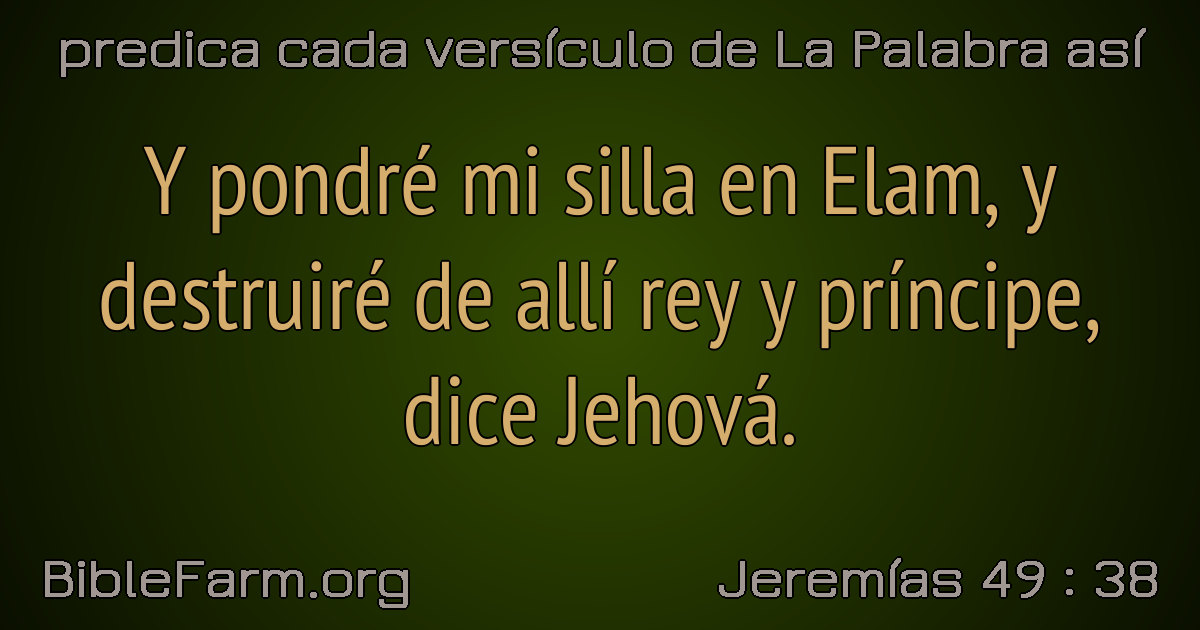 predica cada versículo de La Palabra así
Y pondré mi silla en Elam, y
destruiré de allí rey y príncipe,
dice Jehová.
BibleFarm.org
Jeremías 49 : 38